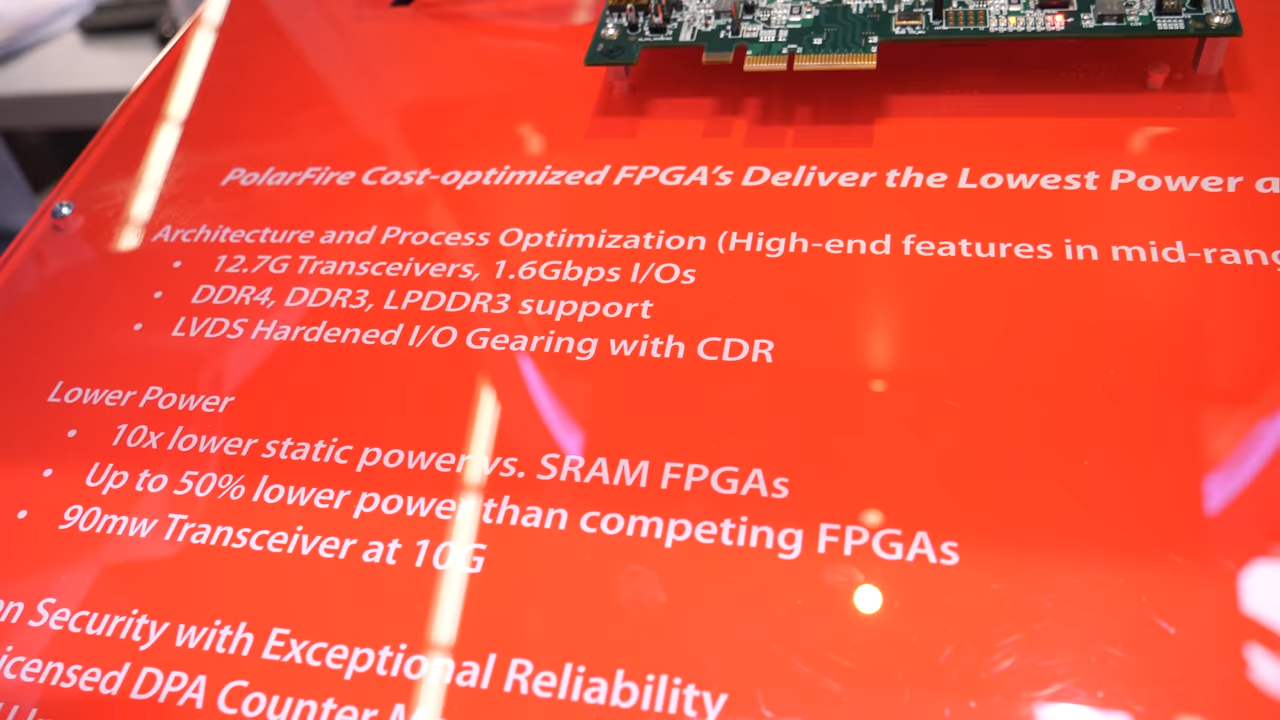 PolarFire Cost-optimized FPGA's Deliver the Lowest Power
Architecture and Process Optimization (High-end features in
• 12.7G Transceivers, 1.6Gbps I/Os
• DDR4, DDR3, LPDDR3 support
• LVDS Hardened I/O Gearing with CDR
Lower Power
• 10x lower static power vs. SRAM FPGAs
• Up to 50% lower power than competing FPGAs
• 90mw Transceiver at 10G
Security with Exceptional Reliability
DPA Counter